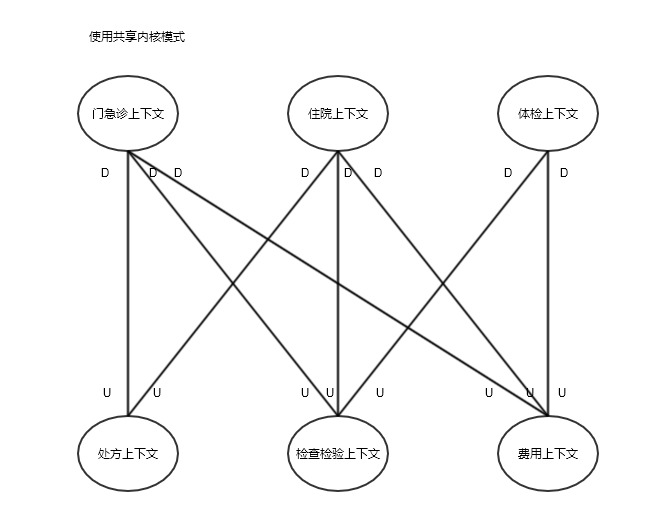 使用共享内核模式
门急诊上下文 住院上下文 体检上下文
D D D D D D D D
U U U U U U U U
处方上下文 检查检验上下文 费用上下文